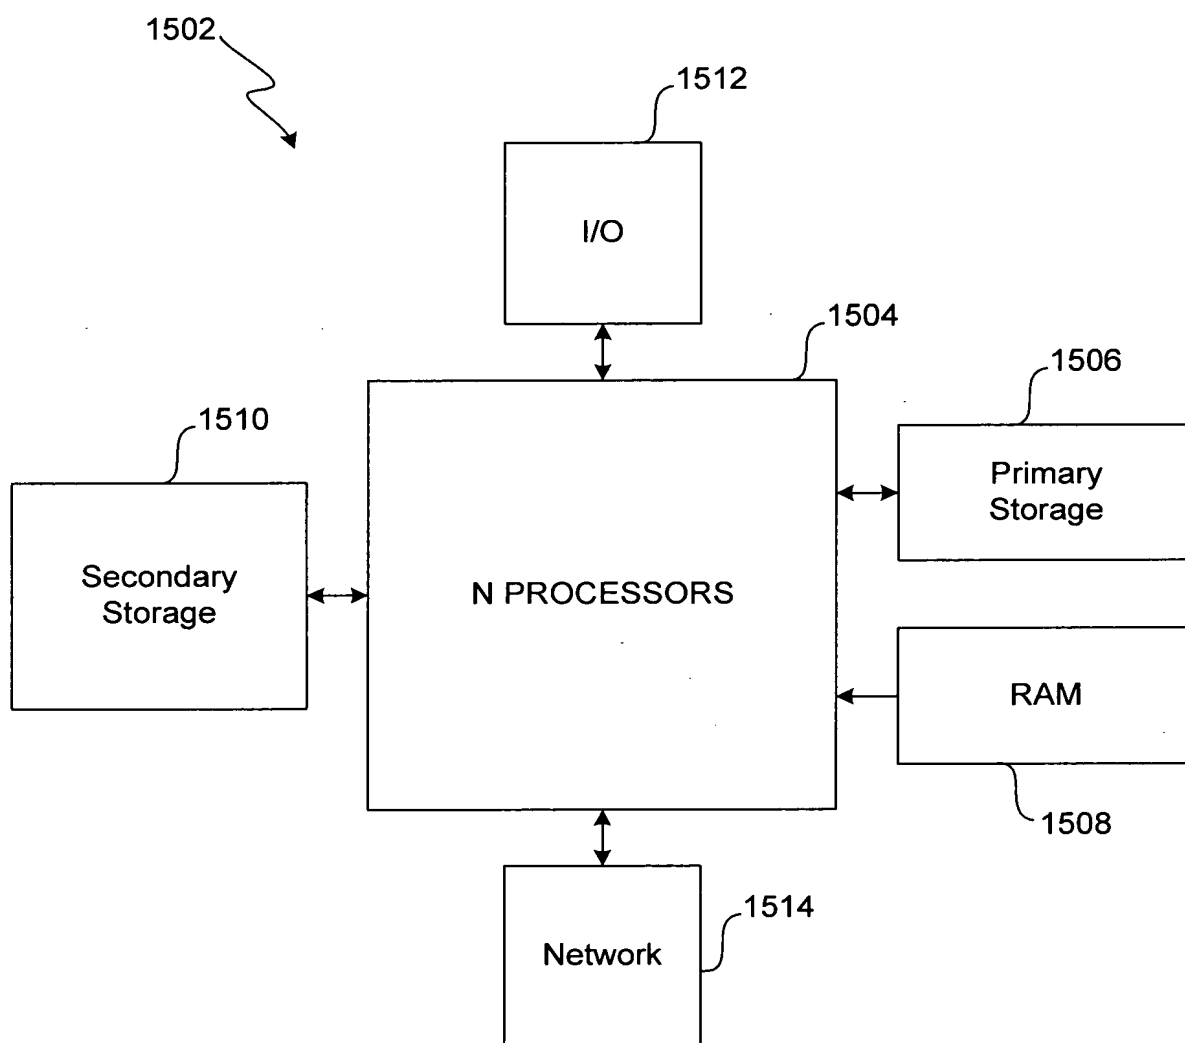 1502
1512
I/O
1504
1506
1510
Primary
Storage
Secondary
Storage
N PROCESSORS
RAM
1508
1514
Network